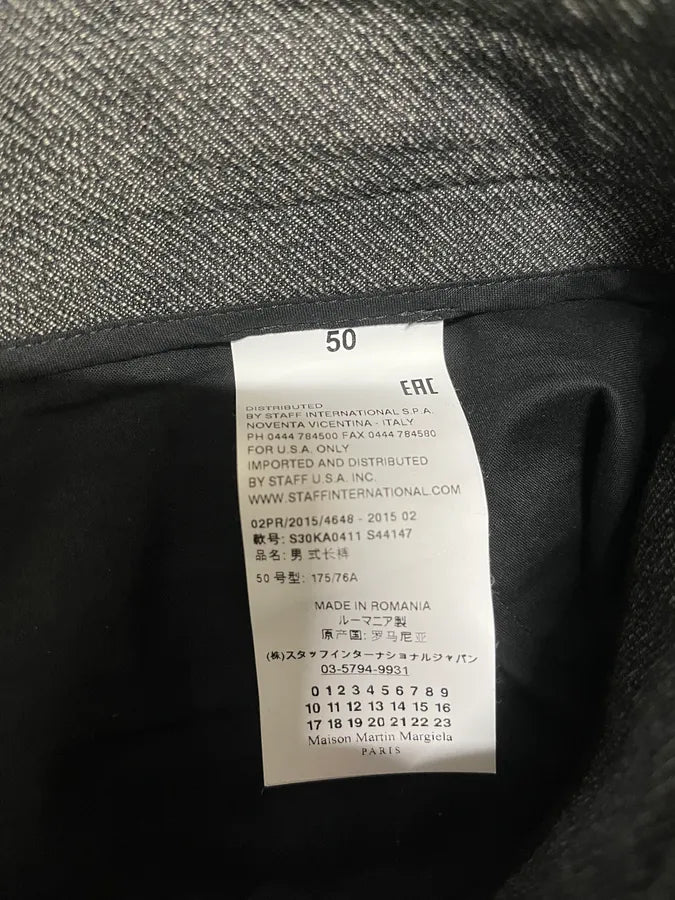 50
EAC
DISTRIBUTED
BY STAFF INTERNATIONAL S.P.A.
NOVENTA VICENTINA - ITALY
PH 0444 784500 FAX 0444 784580
FOR U.S.A. ONLY
IMPORTED AND DISTRIBUTED
BY STAFF U.S.A. INC.
WWW.STAFFINTERNATIONAL.COM
02PR/2015/4648 - 2015 02
款号: S30KA0411 S44147
品名: 男式长裤
50 号型: 175/76A
MADE IN ROMANIA
ルーマニア製
原产国: 罗马尼亚
(株)スタッフインターナショナルジャパン
03-5794-9931
0 1 2 3 4 5 6 7 8 9
10 11 12 13 14 15 16
17 18 19 20 21 22 23
Maison Martin Margiela
PARIS